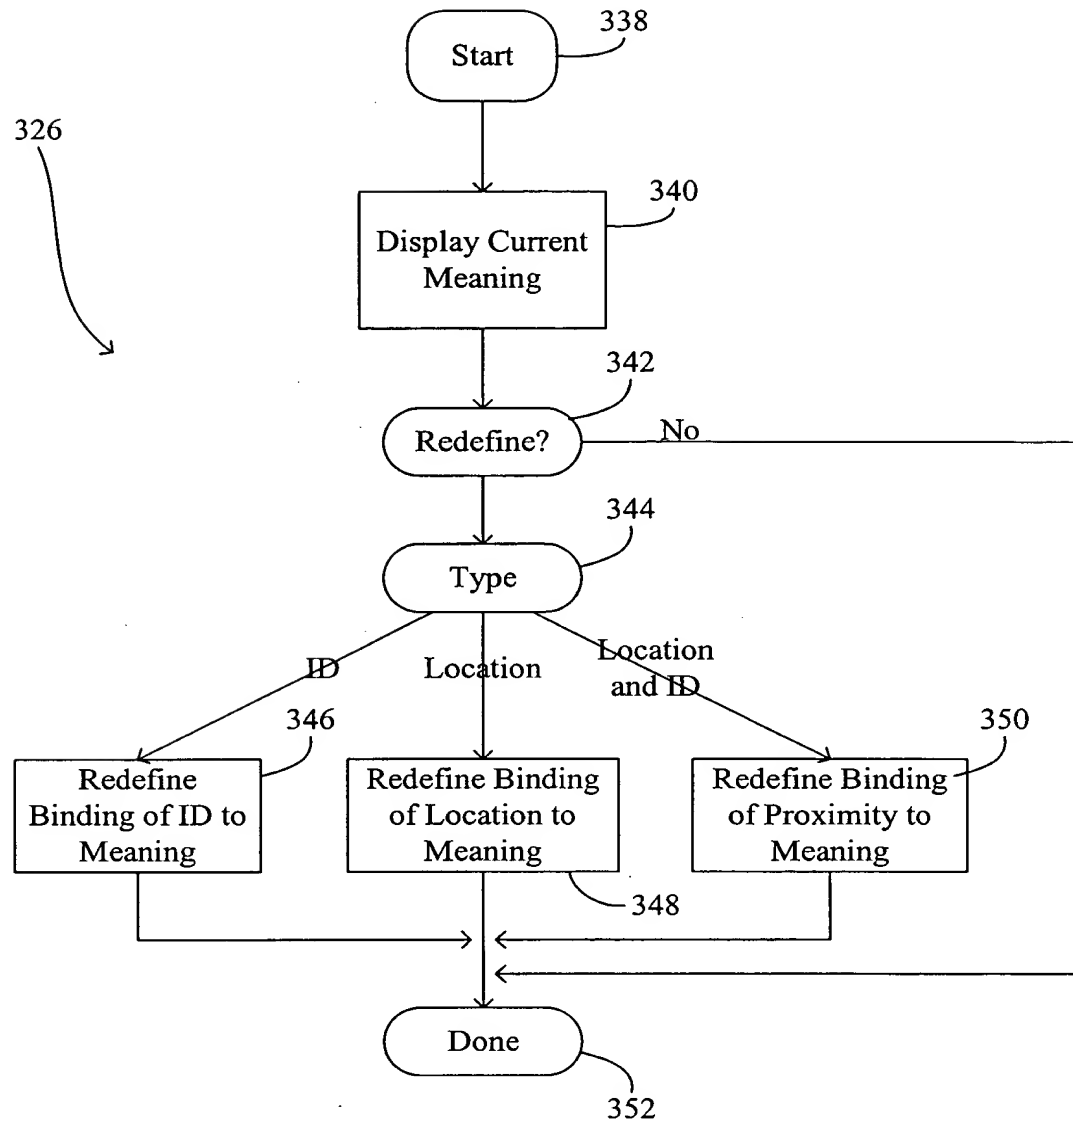 338
Start
326
340
Display Current
Meaning
342
Redefine?
No
344
Type
ID
Location
Location
and ID
346
350
Redefine
Binding of ID to
Meaning
Redefine Binding
of Location to
Meaning
Redefine Binding
of Proximity to
Meaning
348
Done
352